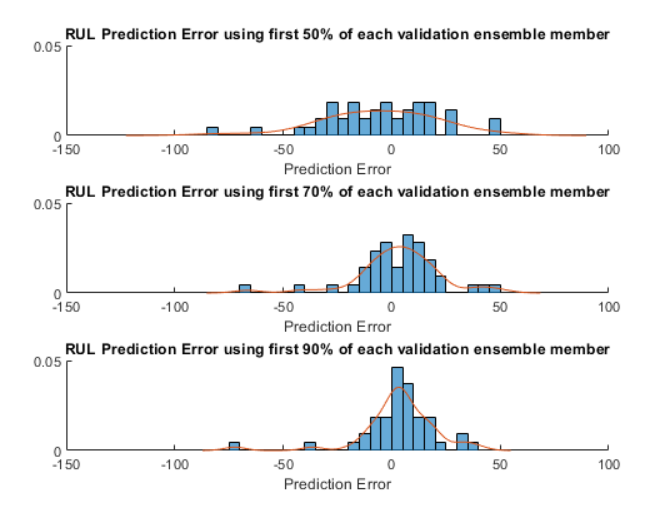 RUL Prediction Error using first 50% of each validation ensemble member
0.05
0
-150 -100 -50 0 50 100
Prediction Error
RUL Prediction Error using first 70% of each validation ensemble member
0.05
0
-150 -100 -50 0 50 100
Prediction Error
RUL Prediction Error using first 90% of each validation ensemble member
0.05
0
-150 -100 -50 0 50 100
Prediction Error